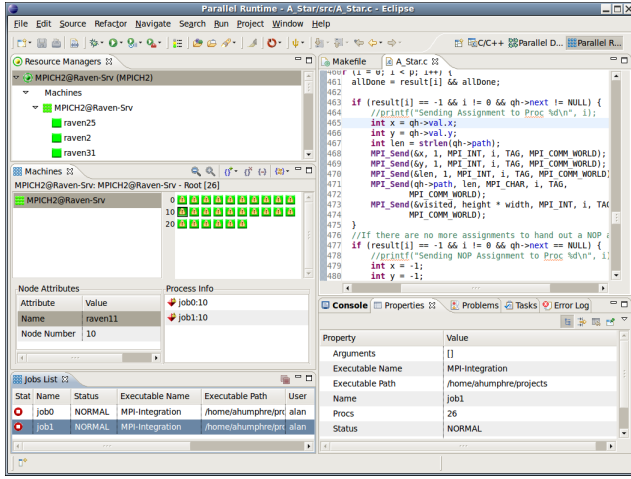 Parallel Runtime - A_Star/src/A_Star.c - Eclipse
File Edit Source Refactor Navigate Search Run Project Window Help
C/C++ Parallel D... Parallel R...
Resource Managers
MPICH2@Raven-Srv (MPICH2)
Machines
MPICH2@Raven-Srv
raven25
raven2
raven31
Machines
MPICH2@Raven-Srv: MPICH2@Raven-Srv - Root [26]
MPICH2@Raven-Srv
0
10
20
Node Attributes
Attribute Value
Name raven11
Node Number 10
Process Info
job0:10
job1:10
Jobs List
Stat Name Status Executable Name Executable Path User
job0 NORMAL MPI-Integration /home/ahumphre/pro alan
job1 NORMAL MPI-Integration /home/ahumphre/pro alan
Makefile A_Star.c
460 (i = 0; i < p; i++) {
461 allDone = result[i] && allDone;
462
463 if (result[i] == -1 && i != 0 && qh->next != NULL) {
464 //printf("Sending Assignment to Proc %d\n", i);
465 int x = qh->val.x;
466 int y = qh->val.y;
467 int len = strlen(qh->path);
468 MPI_Send(&x, 1, MPI_INT, i, TAG, MPI_COMM_WORLD);
469 MPI_Send(&y, 1, MPI_INT, i, TAG, MPI_COMM_WORLD);
470 MPI_Send(&len, 1, MPI_INT, i, TAG, MPI_COMM_WORLD)
471 MPI_Send(qh->path, len, MPI_CHAR, i, TAG,
472 MPI_COMM_WORLD);
473 MPI_Send(&visited, height * width, MPI_INT, i, TAG
474 MPI_COMM_WORLD);
475 }
476 //If there are no more assignments to hand out a NOP a
477 if (result[i] == -1 && i != 0 && qh->next == NULL) {
478 //printf("Sending NOP Assignment to Proc %d\n", i)
479 int x = -1;
480 int y = -1;
Console Properties Problems Tasks Error Log
Property Value
Arguments []
Executable Name MPI-Integration
Executable Path /home/ahumphre/projects
Name job1
Procs 26
Status NORMAL